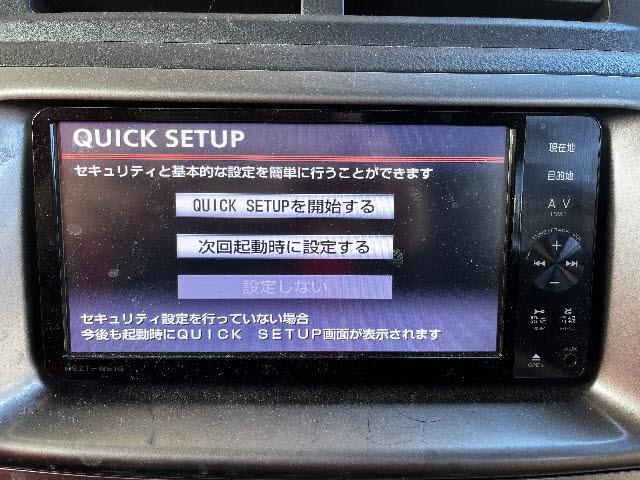 QUICK SETUP
セキュリティと基本的な設定を簡単に行うことができます
QUICK SETUPを開始する
次回起動時に設定する
設定しない
セキュリティ設定を行っていない場合
今後も起動時にQUICK SETUP画面が表示されます
NSZT-W61G
現在地
目的地
AV
AUX
OPEN